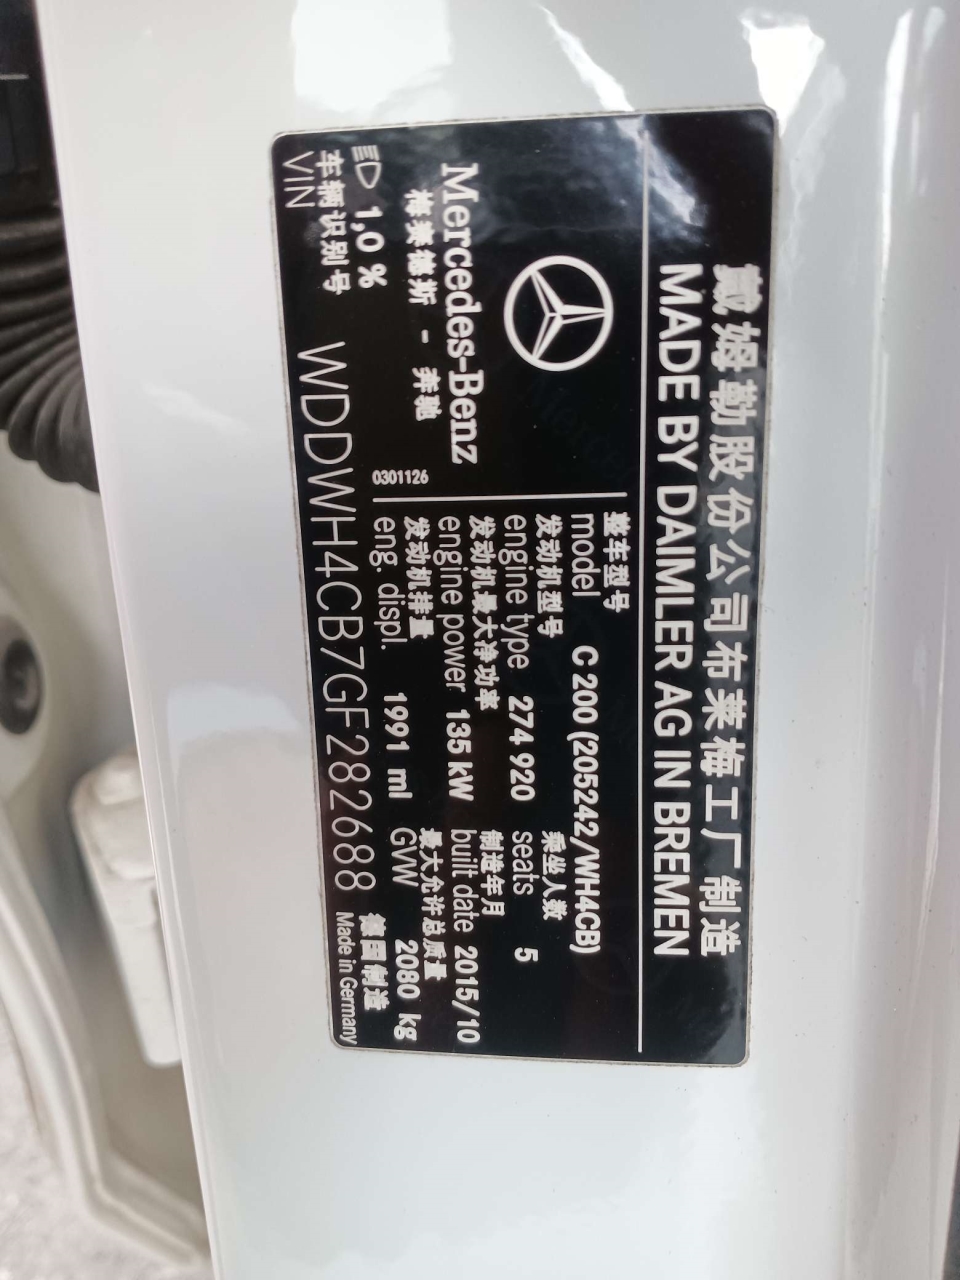 戴姆勒股份公司布莱梅工厂制造
MADE BY DAIMLER AG IN BREMEN
Mercedes-Benz
梅赛德斯 - 奔驰
0301126
1,0 %
整车型号
model C 200 (205242/WH4CB)
发动机型号 乘坐人数
engine type 274 920 seats 5
发动机最大净功率 制造年月
engine power 135 kW built date 2015/10
发动机排量 最大允许总质量
eng. displ. 1991 ml GVW 2080 kg
车辆识别号 德国制造
VIN WDDWH4CB7GF282688 Made in Germany